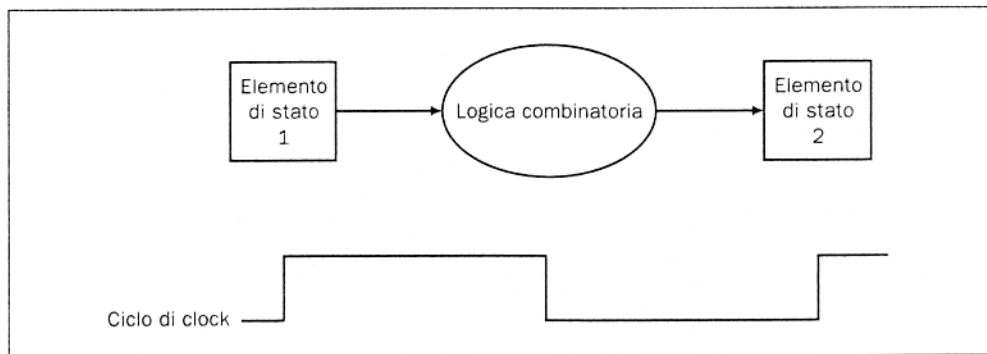 Elemento
di stato
1
Logica combinatoria
Elemento
di stato
2
Ciclo di clock